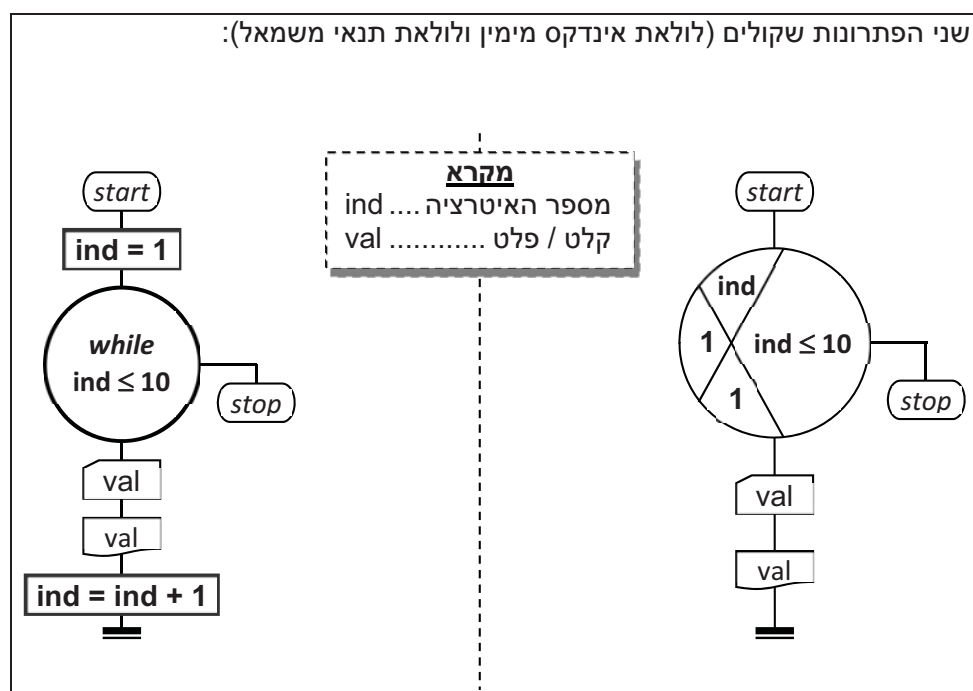 שני הפתרונות שקולים (לולאת אינדקס מימין ולולאת תנאי משמאל):
מקרא
מספר האיטרציה .... ind
קלט / פלט ............ val
start
ind
1
1
ind ≤ 10
stop
val
val
start
ind = 1
while
ind ≤ 10
stop
val
val
ind = ind + 1